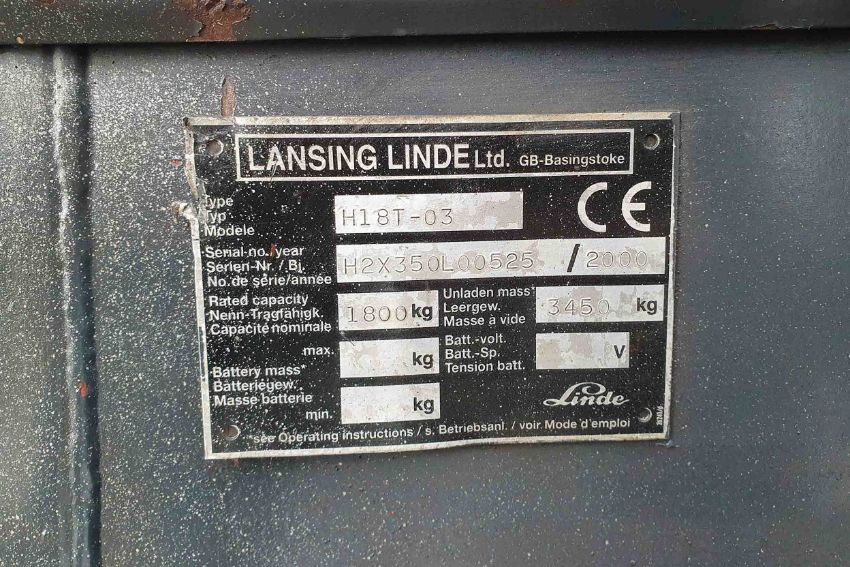 LANSING LINDE Ltd. GB-Basingstoke
Type
Typ
Modele
H18T-03
CE
Serial no./year
Serien-Nr. / Bj.
No. de série/année
H2X350L00525 / 2000
Rated capacity
Nenn-Tragfähigk.
Capacité nominale
1800 kg
Unladen mass*
Leergew.
Masse à vide
3450 kg
max. kg
Battery mass*
Batteriegew.
Masse batterie
min. kg
Batt.-volt.
Batt.-Sp.
Tension batt.
V
Linde
*see Operating instructions / s. Betriebsanl. / voir Mode d'emploi